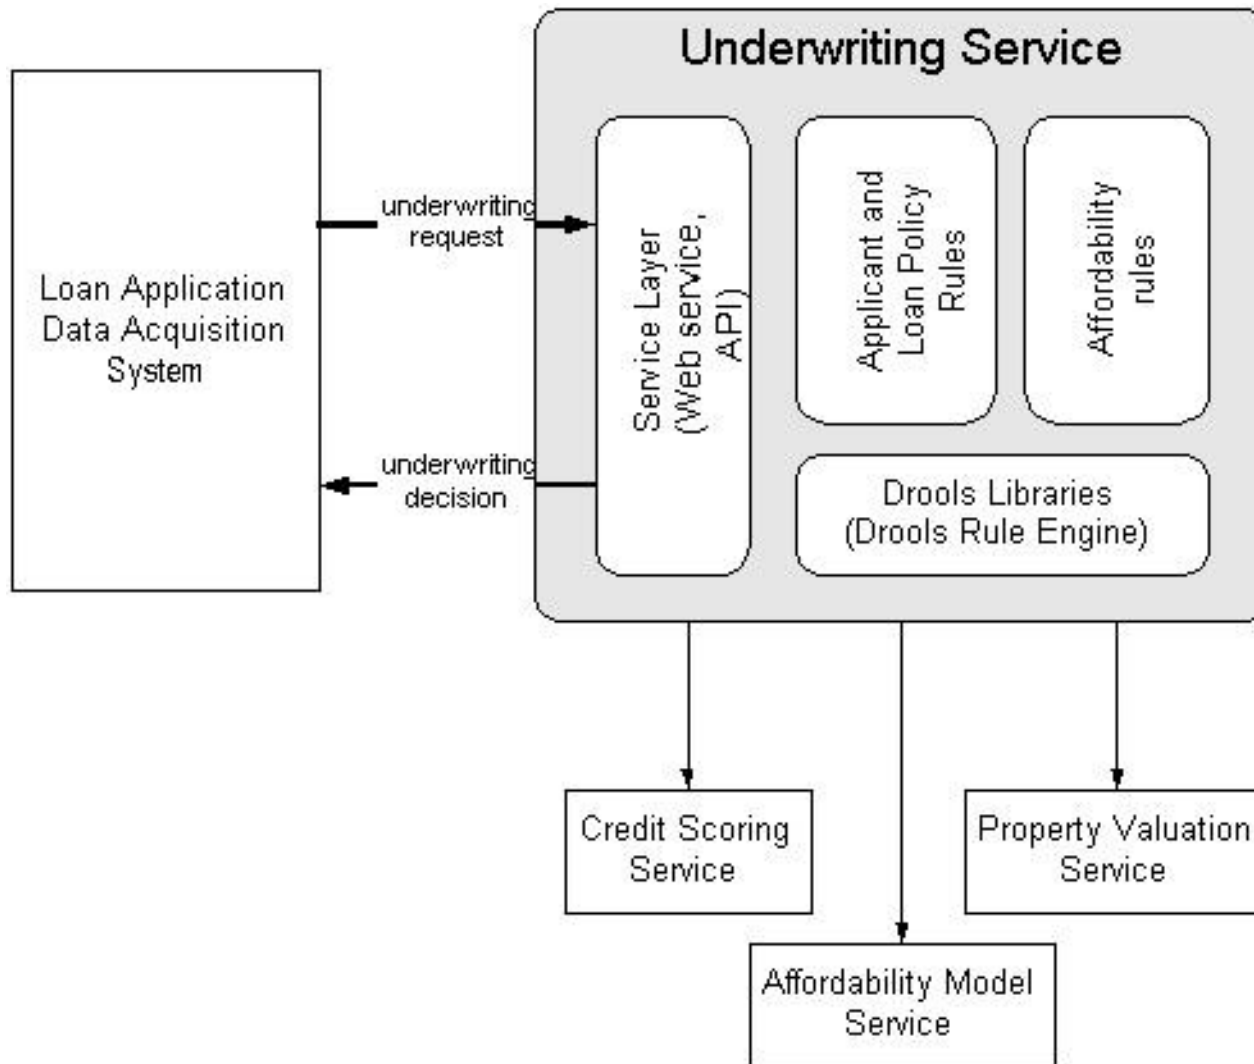 Underwriting Service
Loan Application
Data Acquisition
System
underwriting
request
underwriting
decision
Service Layer
(Web service,
API)
Applicant and
Loan Policy
Rules
Affordability
rules
Drools Libraries
(Drools Rule Engine)
Credit Scoring
Service
Property Valuation
Service
Affordability Model
Service